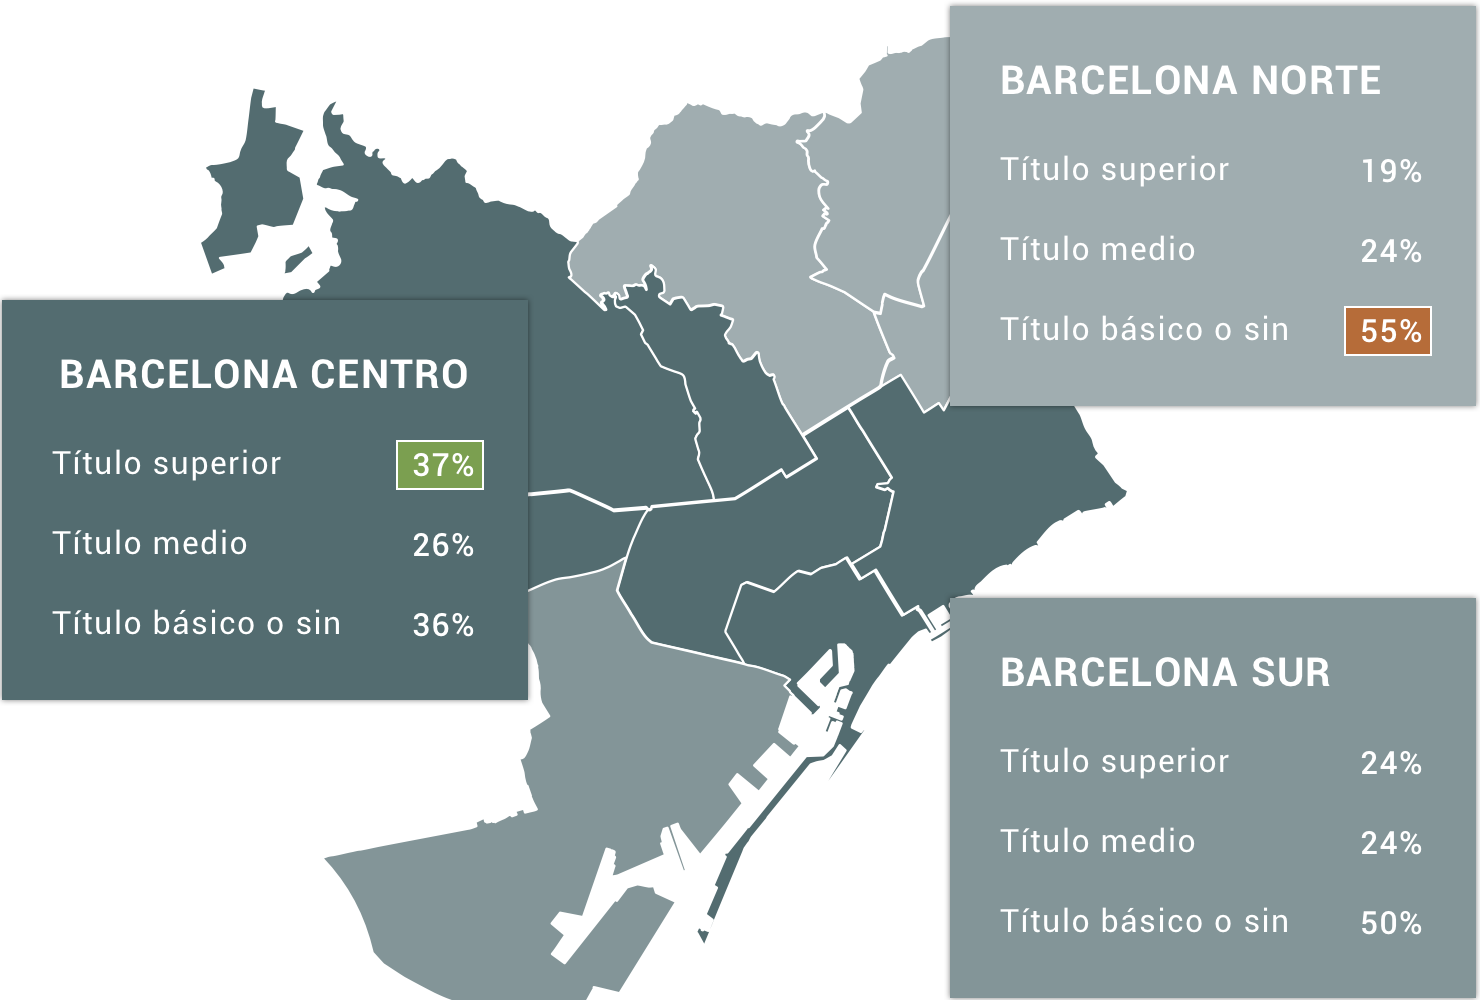 BARCELONA NORTE
Título superior 19%
Título medio 24%
Título básico o sin 55%
BARCELONA CENTRO
Título superior 37%
Título medio 26%
Título básico o sin 36%
BARCELONA SUR
Título superior 24%
Título medio 24%
Título básico o sin 50%